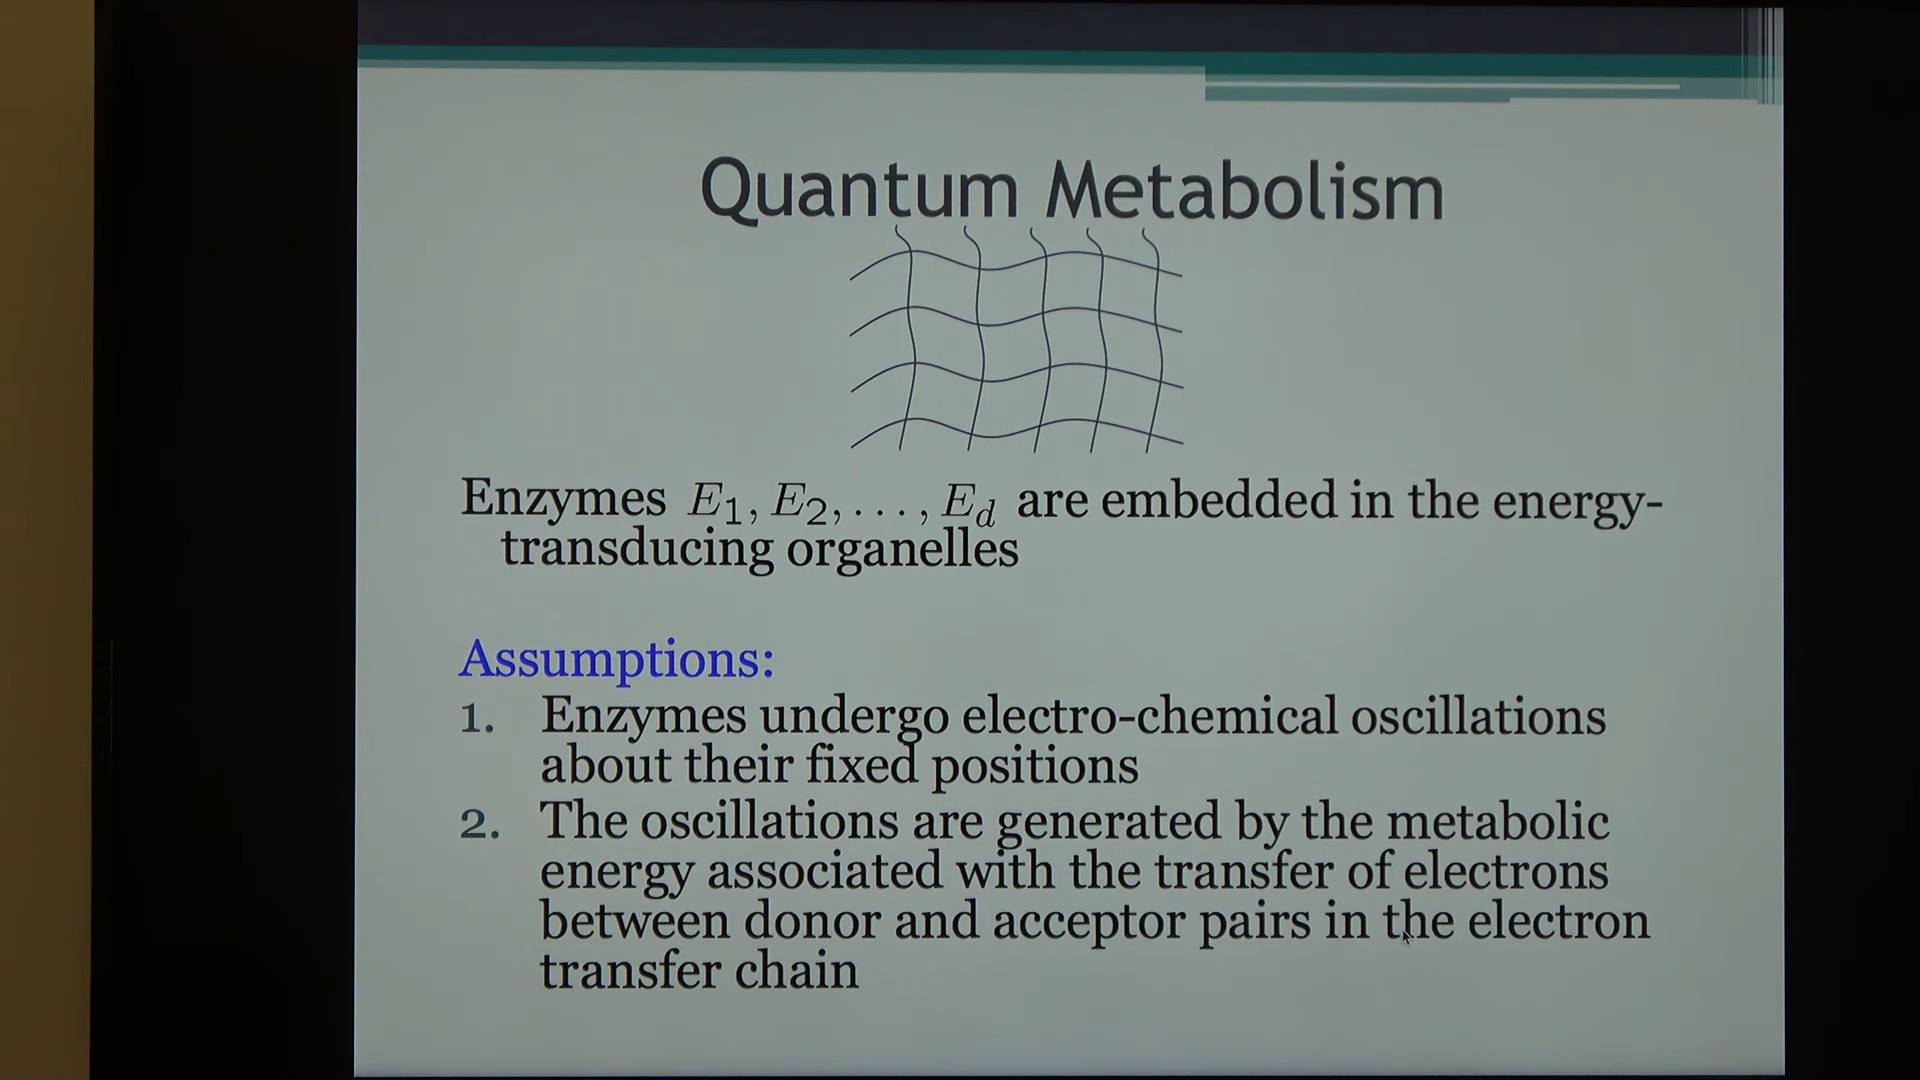 Quantum Metabolism
Enzymes E₁, E₂, . . . , E_d are embedded in the energy-
transducing organelles
Assumptions:
1. Enzymes undergo electro-chemical oscillations
about their fixed positions
2. The oscillations are generated by the metabolic
energy associated with the transfer of electrons
between donor and acceptor pairs in the electron
transfer chain